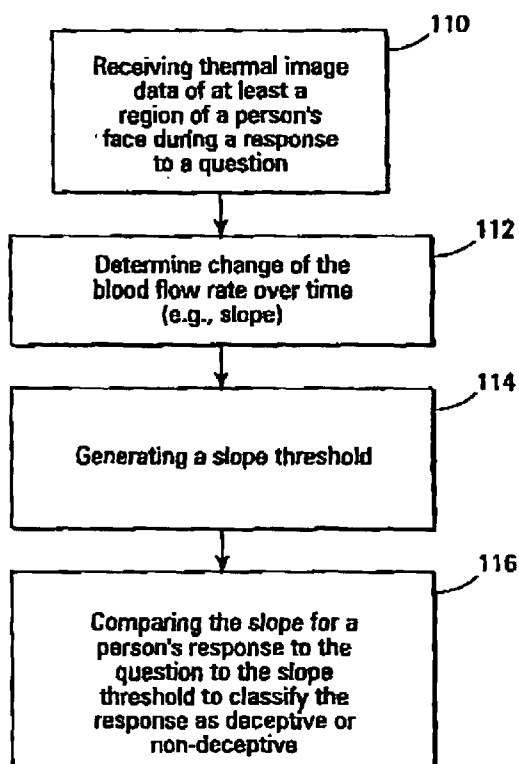 110
Receiving thermal image
data of at least a
region of a person's
face during a response
to a question
112
Determine change of the
blood flow rate over time
(e.g., slope)
114
Generating a slope threshold
116
Comparing the slope for a
person's response to the
question to the slope
threshold to classify the
response as deceptive or
non-deceptive